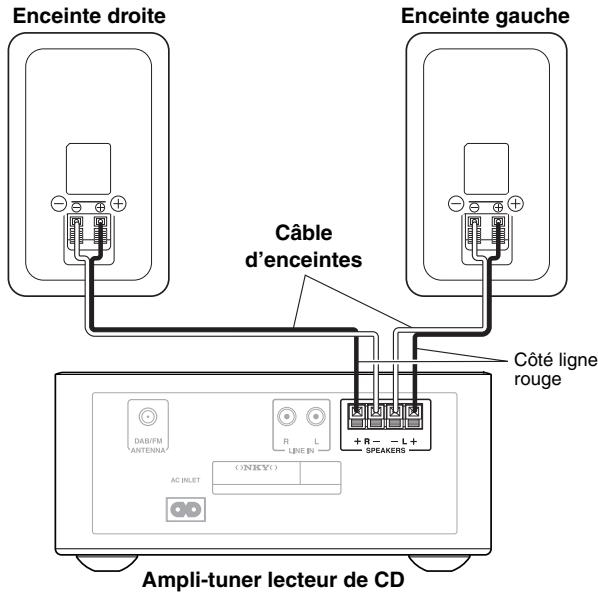 Enceinte droite
Enceinte gauche
⊖ ⊖ ⊕ ⊕
⊖ ⊖ ⊕ ⊕
Câble
d'enceintes
Côté ligne
rouge
DAB/FM
ANTENNA
R L
LINE IN
+ R − − L +
SPEAKERS
ONKYO
AC INLET
Ampli-tuner lecteur de CD